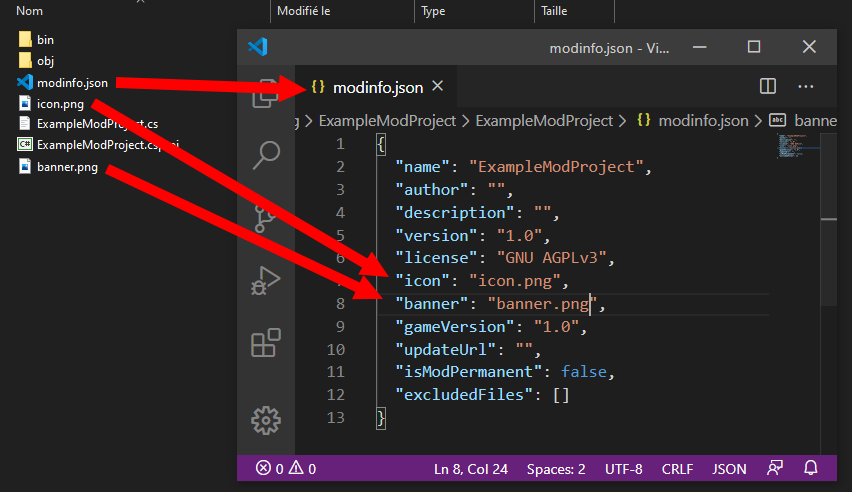 Nom Modifié le Type Taille
bin
obj
modinfo.json
icon.png
ExampleModProject.cs
ExampleModProject.csproj
banner.png
modinfo.json - Vi...
{} modinfo.json ×
g > ExampleModProject > ExampleModProject > {} modinfo.json > abc banne
1 {
2 "name": "ExampleModProject",
3 "author": "",
4 "description": "",
5 "version": "1.0",
6 "license": "GNU AGPLv3",
"icon": "icon.png",
8 "banner": "banner.png",
9 "gameVersion": "1.0",
10 "updateUrl": "",
11 "isModPermanent": false,
12 "excludedFiles": []
13 }
0 0 Ln 8, Col 24 Spaces: 2 UTF-8 CRLF JSON